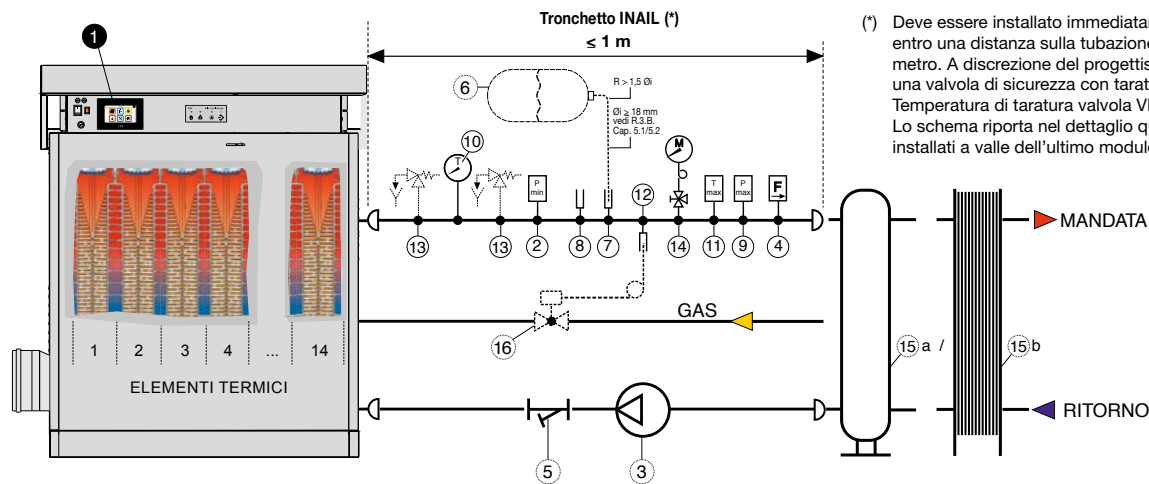 Tronchetto INAIL (*)
≤ 1 m
1
6
R > 1,5 Øi
Øi ≥ 18 mm
vedi R.3.B.
Cap. 5.1/5.2
(*) Deve essere installato
entro una distanza sulla tubazione
metro. A discrezione del
una valvola di sicurezza con
Temperatura di taratura valvola
Lo schema riporta nel dettaglio
installati a valle dell'ultimo
10
T
M
P
min
12
T
max
P
max
F
13
13
2
8
7
14
11
9
4
MANDATA
GAS
16
15 a / 15 b
1 2 3 4 ... 14
ELEMENTI TERMICI
RITORNO
5
3